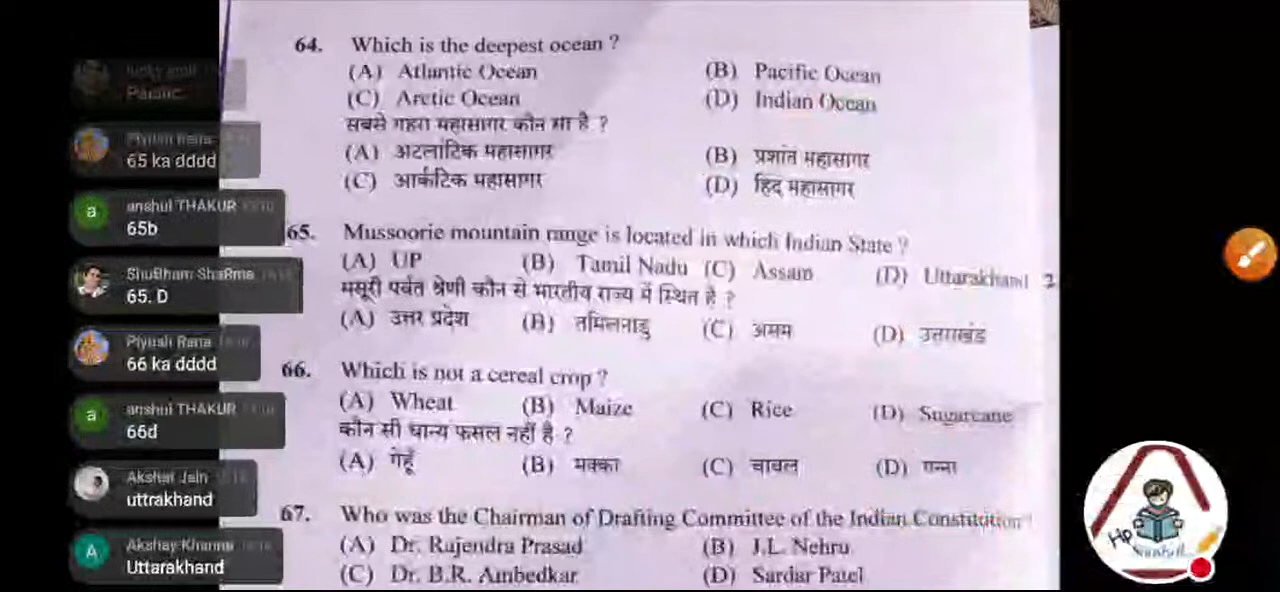 Pacific
Piyush Rana
65 ka dddd
anshul THAKUR
65b
ShuBham ShaRma
65. D
Piyush Rana
66 ka dddd
anshul THAKUR
66d
Akshat Jain
uttrakhand
Akshay Khanna
Uttarakhand
64. Which is the deepest ocean ?
(A) Atlantic Ocean (B) Pacific Ocean
(C) Arctic Ocean (D) Indian Ocean
सबसे गहरा महासागर कौन सा है ?
(A) अटलांटिक महासागर (B) प्रशांत महासागर
(C) आर्कटिक महासागर (D) हिंद महासागर
65. Mussoorie mountain range is located in which Indian State ?
(A) UP (B) Tamil Nadu (C) Assam (D) Uttarakhand
मसूरी पर्वत श्रेणी कौन से भारतीय राज्य में स्थित है ?
(A) उत्तर प्रदेश (B) तमिलनाडु (C) असम (D) उत्तराखंड
66. Which is not a cereal crop ?
(A) Wheat (B) Maize (C) Rice (D) Sugarcane
कौन सी धान्य फसल नहीं है ?
(A) गेहूँ (B) मक्का (C) चावल (D) गन्ना
67. Who was the Chairman of Drafting Committee of the Indian Constitution
(A) Dr. Rajendra Prasad (B) J.L. Nehru
(C) Dr. B.R. Ambedkar (D) Sardar Patel
HP